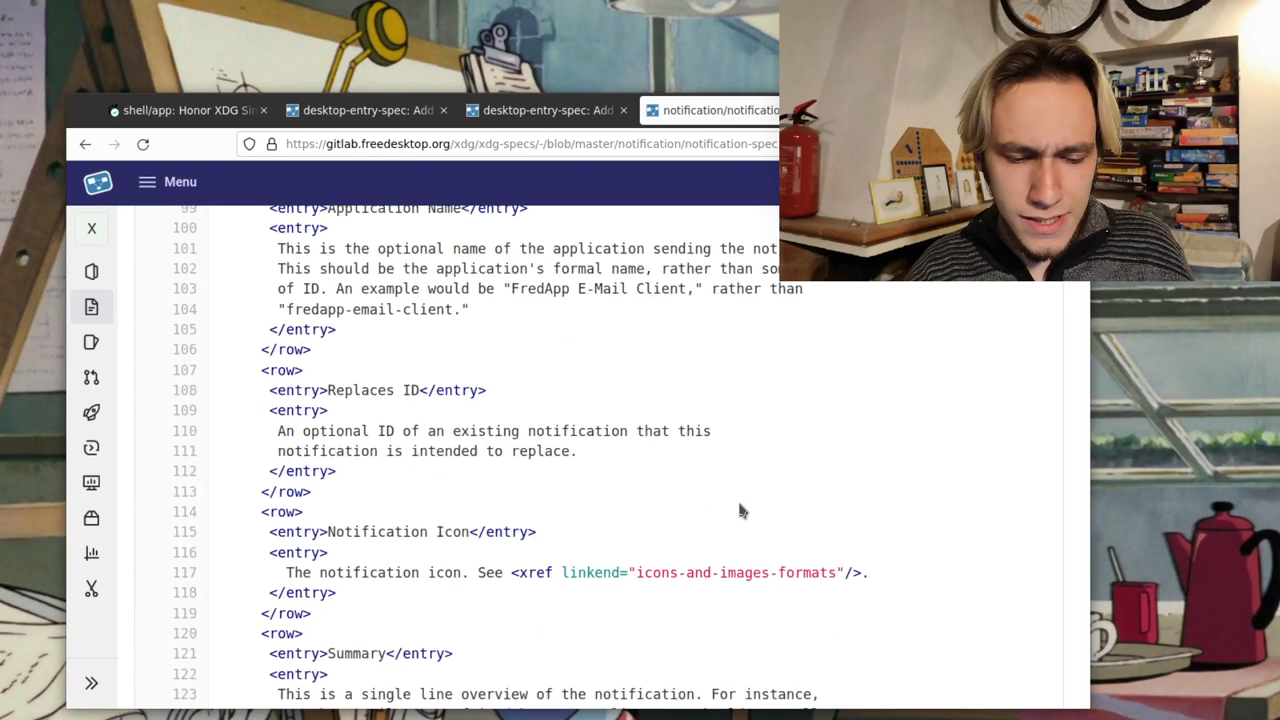 shell/app: Honor XDG Sin
desktop-entry-spec: Add
desktop-entry-spec: Add
notification/notificatio
https://gitlab.freedesktop.org/xdg/xdg-specs/-/blob/master/notification/notification-spec
Menu
X
99 <entry>Application Name</entry>
100 <entry>
101 This is the optional name of the application sending the not
102 This should be the application's formal name, rather than so
103 of ID. An example would be "FredApp E-Mail Client," rather than
104 "fredapp-email-client."
105 </entry>
106 </row>
107 <row>
108 <entry>Replaces ID</entry>
109 <entry>
110 An optional ID of an existing notification that this
111 notification is intended to replace.
112 </entry>
113 </row>
114 <row>
115 <entry>Notification Icon</entry>
116 <entry>
117 The notification icon. See <xref linkend="icons-and-images-formats"/>.
118 </entry>
119 </row>
120 <row>
121 <entry>Summary</entry>
122 <entry>
123 This is a single line overview of the notification. For instance,